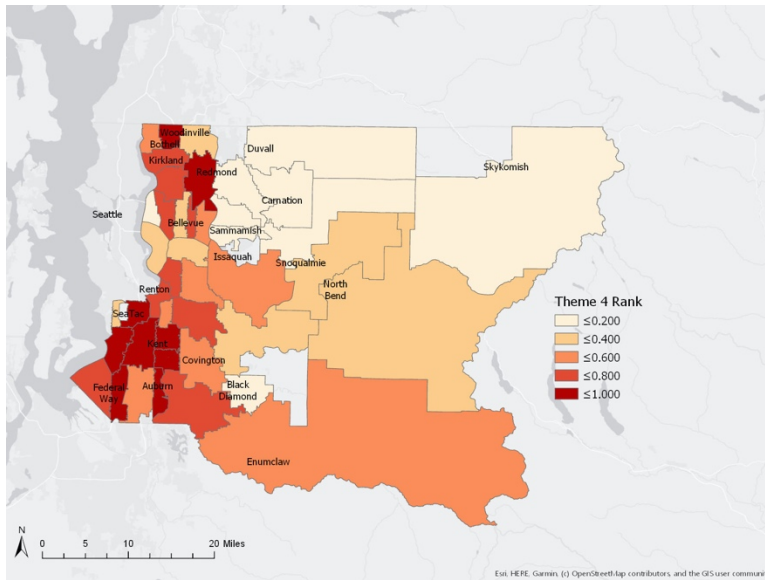 Woodinville
Bothell
Kirkland
Duvall
Redmond
Skykomish
Carnation
Seattle
Bellevue
Sammamish
Issaquah
Snoqualmie
Renton
North
Bend
SeaTac
Theme 4 Rank
≤0.200
≤0.400
≤0.600
≤0.800
≤1.000
Kent
Covington
Federal
Way
Auburn
Black
Diamond
Enumclaw
N
0 5 10 20 Miles
Esri, HERE, Garmin, (c) OpenStreetMap contributors, and the GIS user communi